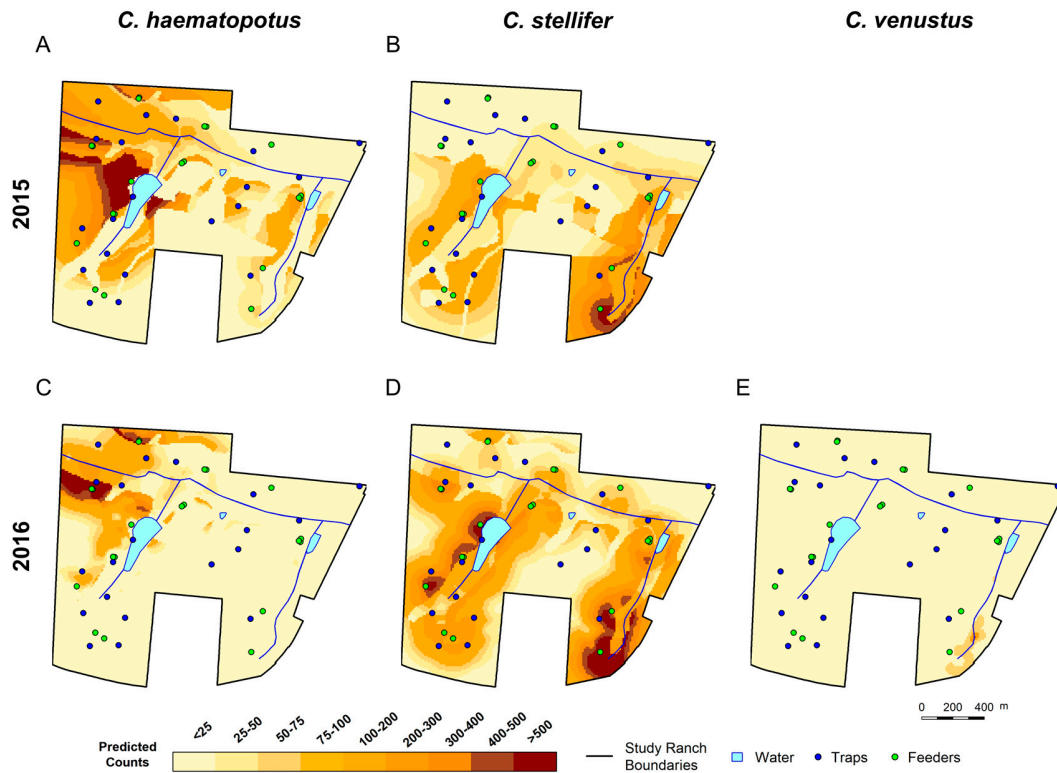 C. haematopotus
C. stellifer
C. venustus
A
B
2015
C
D
E
2016
0 200 400 m
<25
25-50
50-75
75-100
100-200
200-300
300-400
400-500
>500
Predicted
Counts
Study Ranch
Boundaries
Water
Traps
Feeders